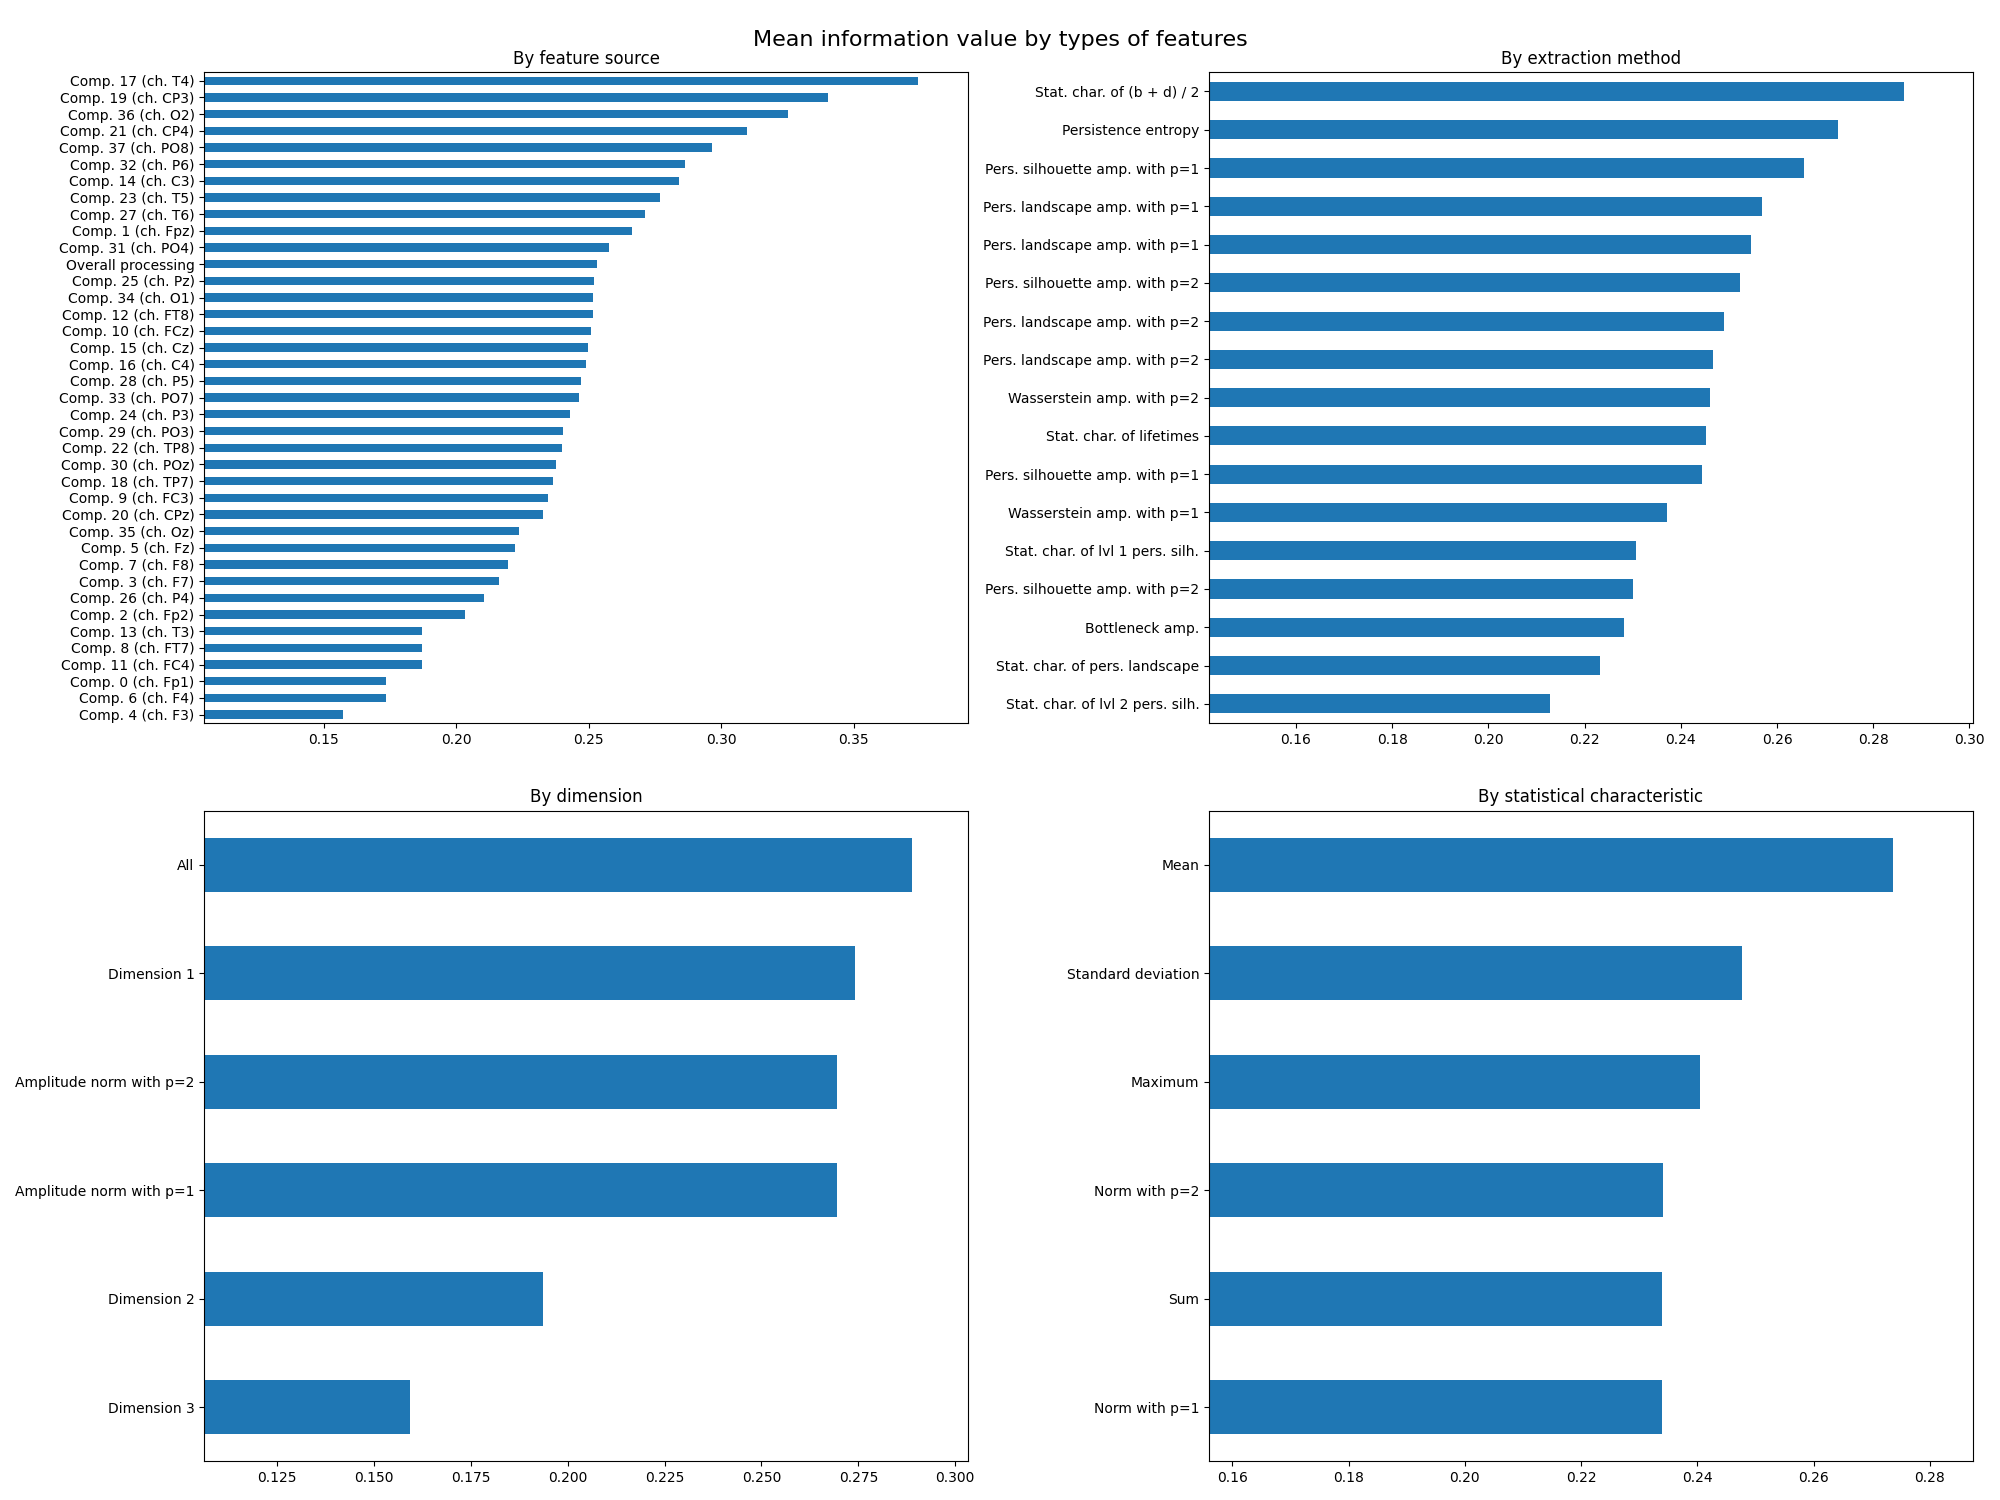 Mean information value by types of features
By feature source
Comp. 17 (ch. T4)
Comp. 19 (ch. CP3)
Comp. 36 (ch. O2)
Comp. 21 (ch. CP4)
Comp. 37 (ch. PO8)
Comp. 32 (ch. P6)
Comp. 14 (ch. C3)
Comp. 23 (ch. T5)
Comp. 27 (ch. T6)
Comp. 1 (ch. Fpz)
Comp. 31 (ch. PO4)
Overall processing
Comp. 25 (ch. Pz)
Comp. 34 (ch. O1)
Comp. 12 (ch. FT8)
Comp. 10 (ch. FCz)
Comp. 15 (ch. Cz)
Comp. 16 (ch. C4)
Comp. 28 (ch. P5)
Comp. 33 (ch. PO7)
Comp. 24 (ch. P3)
Comp. 29 (ch. PO3)
Comp. 22 (ch. TP8)
Comp. 30 (ch. POz)
Comp. 18 (ch. TP7)
Comp. 9 (ch. FC3)
Comp. 20 (ch. CPz)
Comp. 35 (ch. Oz)
Comp. 5 (ch. Fz)
Comp. 7 (ch. F8)
Comp. 3 (ch. F7)
Comp. 26 (ch. P4)
Comp. 2 (ch. Fp2)
Comp. 13 (ch. T3)
Comp. 8 (ch. FT7)
Comp. 11 (ch. FC4)
Comp. 0 (ch. Fp1)
Comp. 6 (ch. F4)
Comp. 4 (ch. F3)
0.15 0.20 0.25 0.30 0.35
By extraction method
Stat. char. of (b + d) / 2
Persistence entropy
Pers. silhouette amp. with p=1
Pers. landscape amp. with p=1
Pers. landscape amp. with p=1
Pers. silhouette amp. with p=2
Pers. landscape amp. with p=2
Pers. landscape amp. with p=2
Wasserstein amp. with p=2
Stat. char. of lifetimes
Pers. silhouette amp. with p=1
Wasserstein amp. with p=1
Stat. char. of lvl 1 pers. silh.
Pers. silhouette amp. with p=2
Bottleneck amp.
Stat. char. of pers. landscape
Stat. char. of lvl 2 pers. silh.
0.16 0.18 0.20 0.22 0.24 0.26 0.28 0.30
By dimension
All
Dimension 1
Amplitude norm with p=2
Amplitude norm with p=1
Dimension 2
Dimension 3
0.125 0.150 0.175 0.200 0.225 0.250 0.275 0.300
By statistical characteristic
Mean
Standard deviation
Maximum
Norm with p=2
Sum
Norm with p=1
0.16 0.18 0.20 0.22 0.24 0.26 0.28